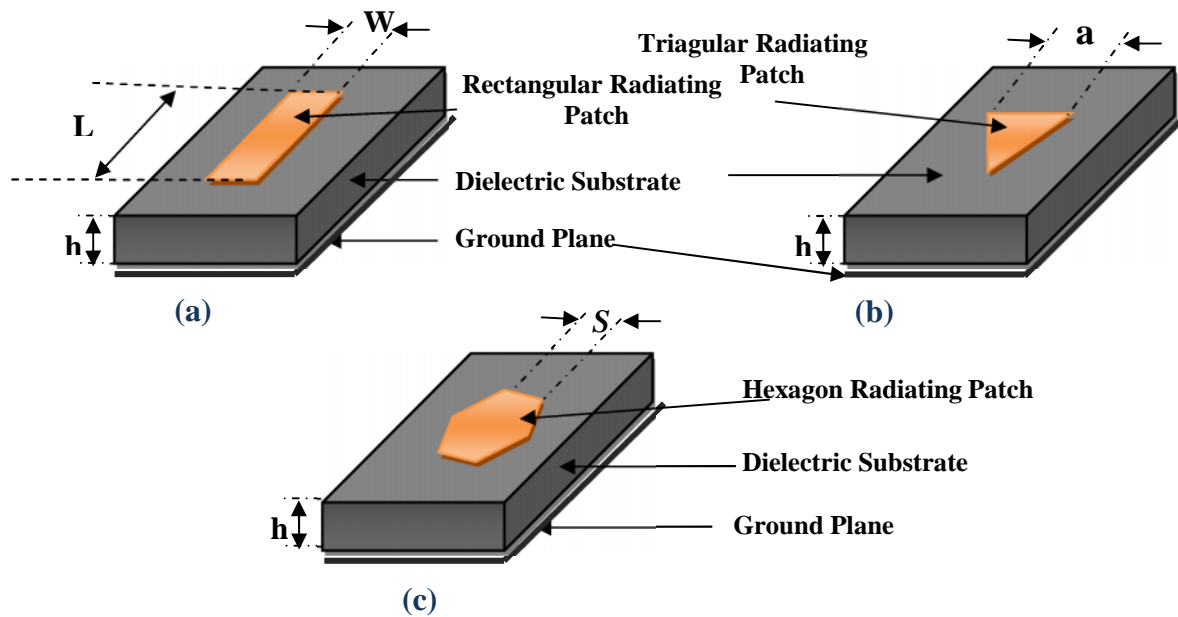 W
Rectangular Radiating
Patch
L
Triagular Radiating
Patch
a
Dielectric Substrate
Ground Plane
h
h
(a)
(b)
S
Hexagon Radiating Patch
Dielectric Substrate
Ground Plane
h
(c)